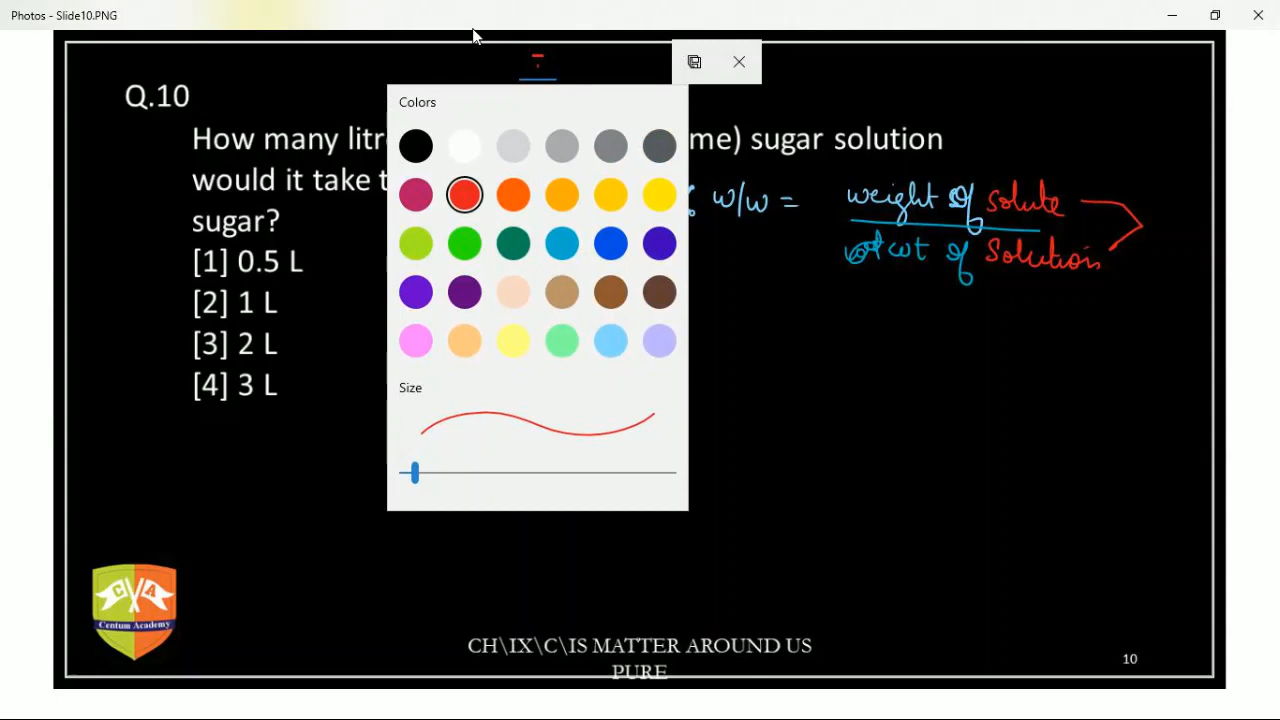 Photos - Slide10.PNG
Q.10
Colors
How many litr me) sugar solution
would it take t
w/w = weight of solute
sugar?
wt of Solution
[1] 0.5 L
[2] 1 L
[3] 2 L
[4] 3 L
Size
C A
Centum Academy
CH\IX\C\IS MATTER AROUND US
PURE
10